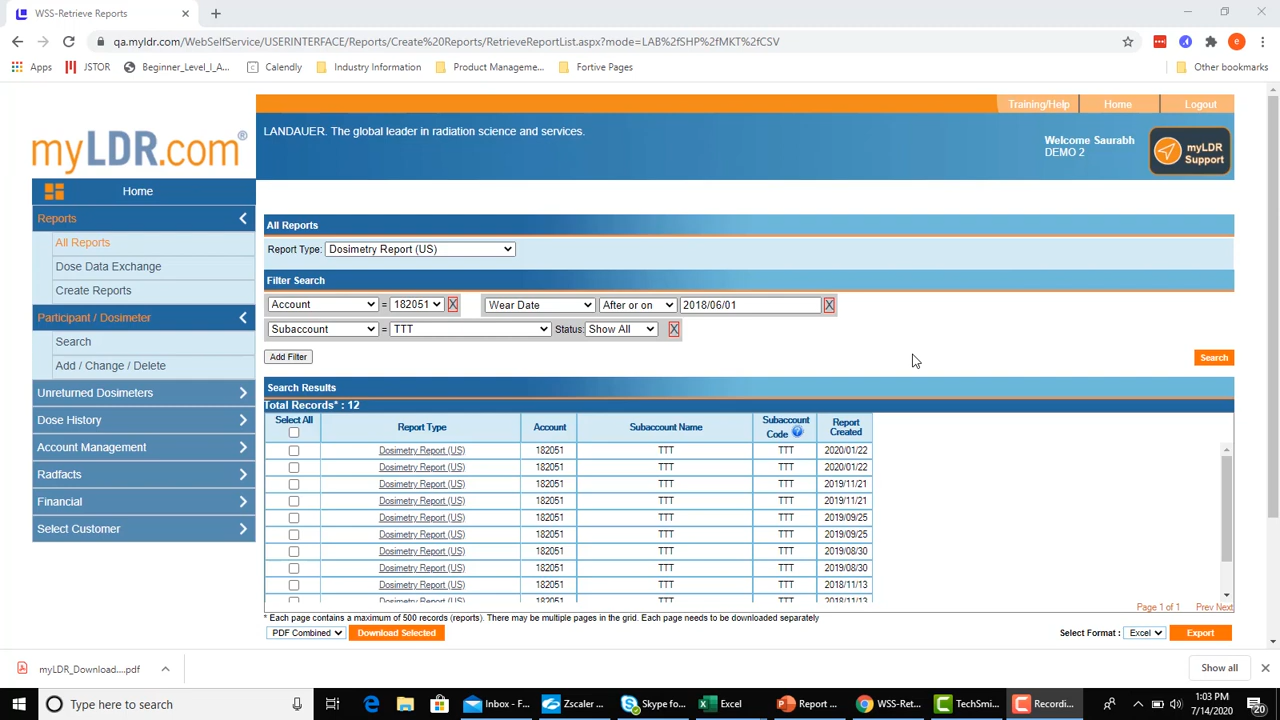 WSS-Retrieve Reports
qa.myldr.com/WebSelfService/USERINTERFACE/Reports/Create%20Reports/RetrieveReportList.aspx?mode=LAB%2fSHP%2fMKT%2fCSV
e
Apps JSTOR Beginner_Level_I_A... Calendly Industry Information Product Manageme... Fortive Pages Other bookmarks
Training/Help Home Logout
myLDR.com®
LANDAUER. The global leader in radiation science and services.
Welcome Saurabh
DEMO 2
myLDR
Support
Home
Reports
All Reports
Dose Data Exchange
Create Reports
Participant / Dosimeter
Search
Add / Change / Delete
Unreturned Dosimeters
Dose History
Account Management
Radfacts
Financial
Select Customer
All Reports
Report Type: Dosimetry Report (US)
Filter Search
Account = 182051 X Wear Date After or on 2018/06/01 X
Subaccount = TTT Status: Show All X
Add Filter Search
Search Results
Total Records* : 12
Select All Report Type Account Subaccount Name Subaccount Code ? Report Created
Dosimetry Report (US) 182051 TTT TTT 2020/01/22
Dosimetry Report (US) 182051 TTT TTT 2020/01/22
Dosimetry Report (US) 182051 TTT TTT 2019/11/21
Dosimetry Report (US) 182051 TTT TTT 2019/11/21
Dosimetry Report (US) 182051 TTT TTT 2019/09/25
Dosimetry Report (US) 182051 TTT TTT 2019/09/25
Dosimetry Report (US) 182051 TTT TTT 2019/08/30
Dosimetry Report (US) 182051 TTT TTT 2019/08/30
Dosimetry Report (US) 182051 TTT TTT 2018/11/13
Dosimetry Report (US) 182051 TTT TTT 2018/11/13
Page 1 of 1 Prev Next
* Each page contains a maximum of 500 records (reports). There may be multiple pages in the grid. Each page needs to be downloaded separately
PDF Combined Download Selected Select Format : Excel Export
myLDR_Download....pdf Show all
Type here to search
Inbox - F... Zscaler ... Skype fo... Excel Report ... WSS-Ret... TechSmi... Recordi...
1:03 PM
7/14/2020
20